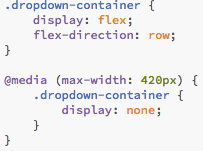 .dropdown-container {
    display: flex;
    flex-direction: row;
}

@media (max-width: 420px) {
    .dropdown-container {
        display: none;
    }
}